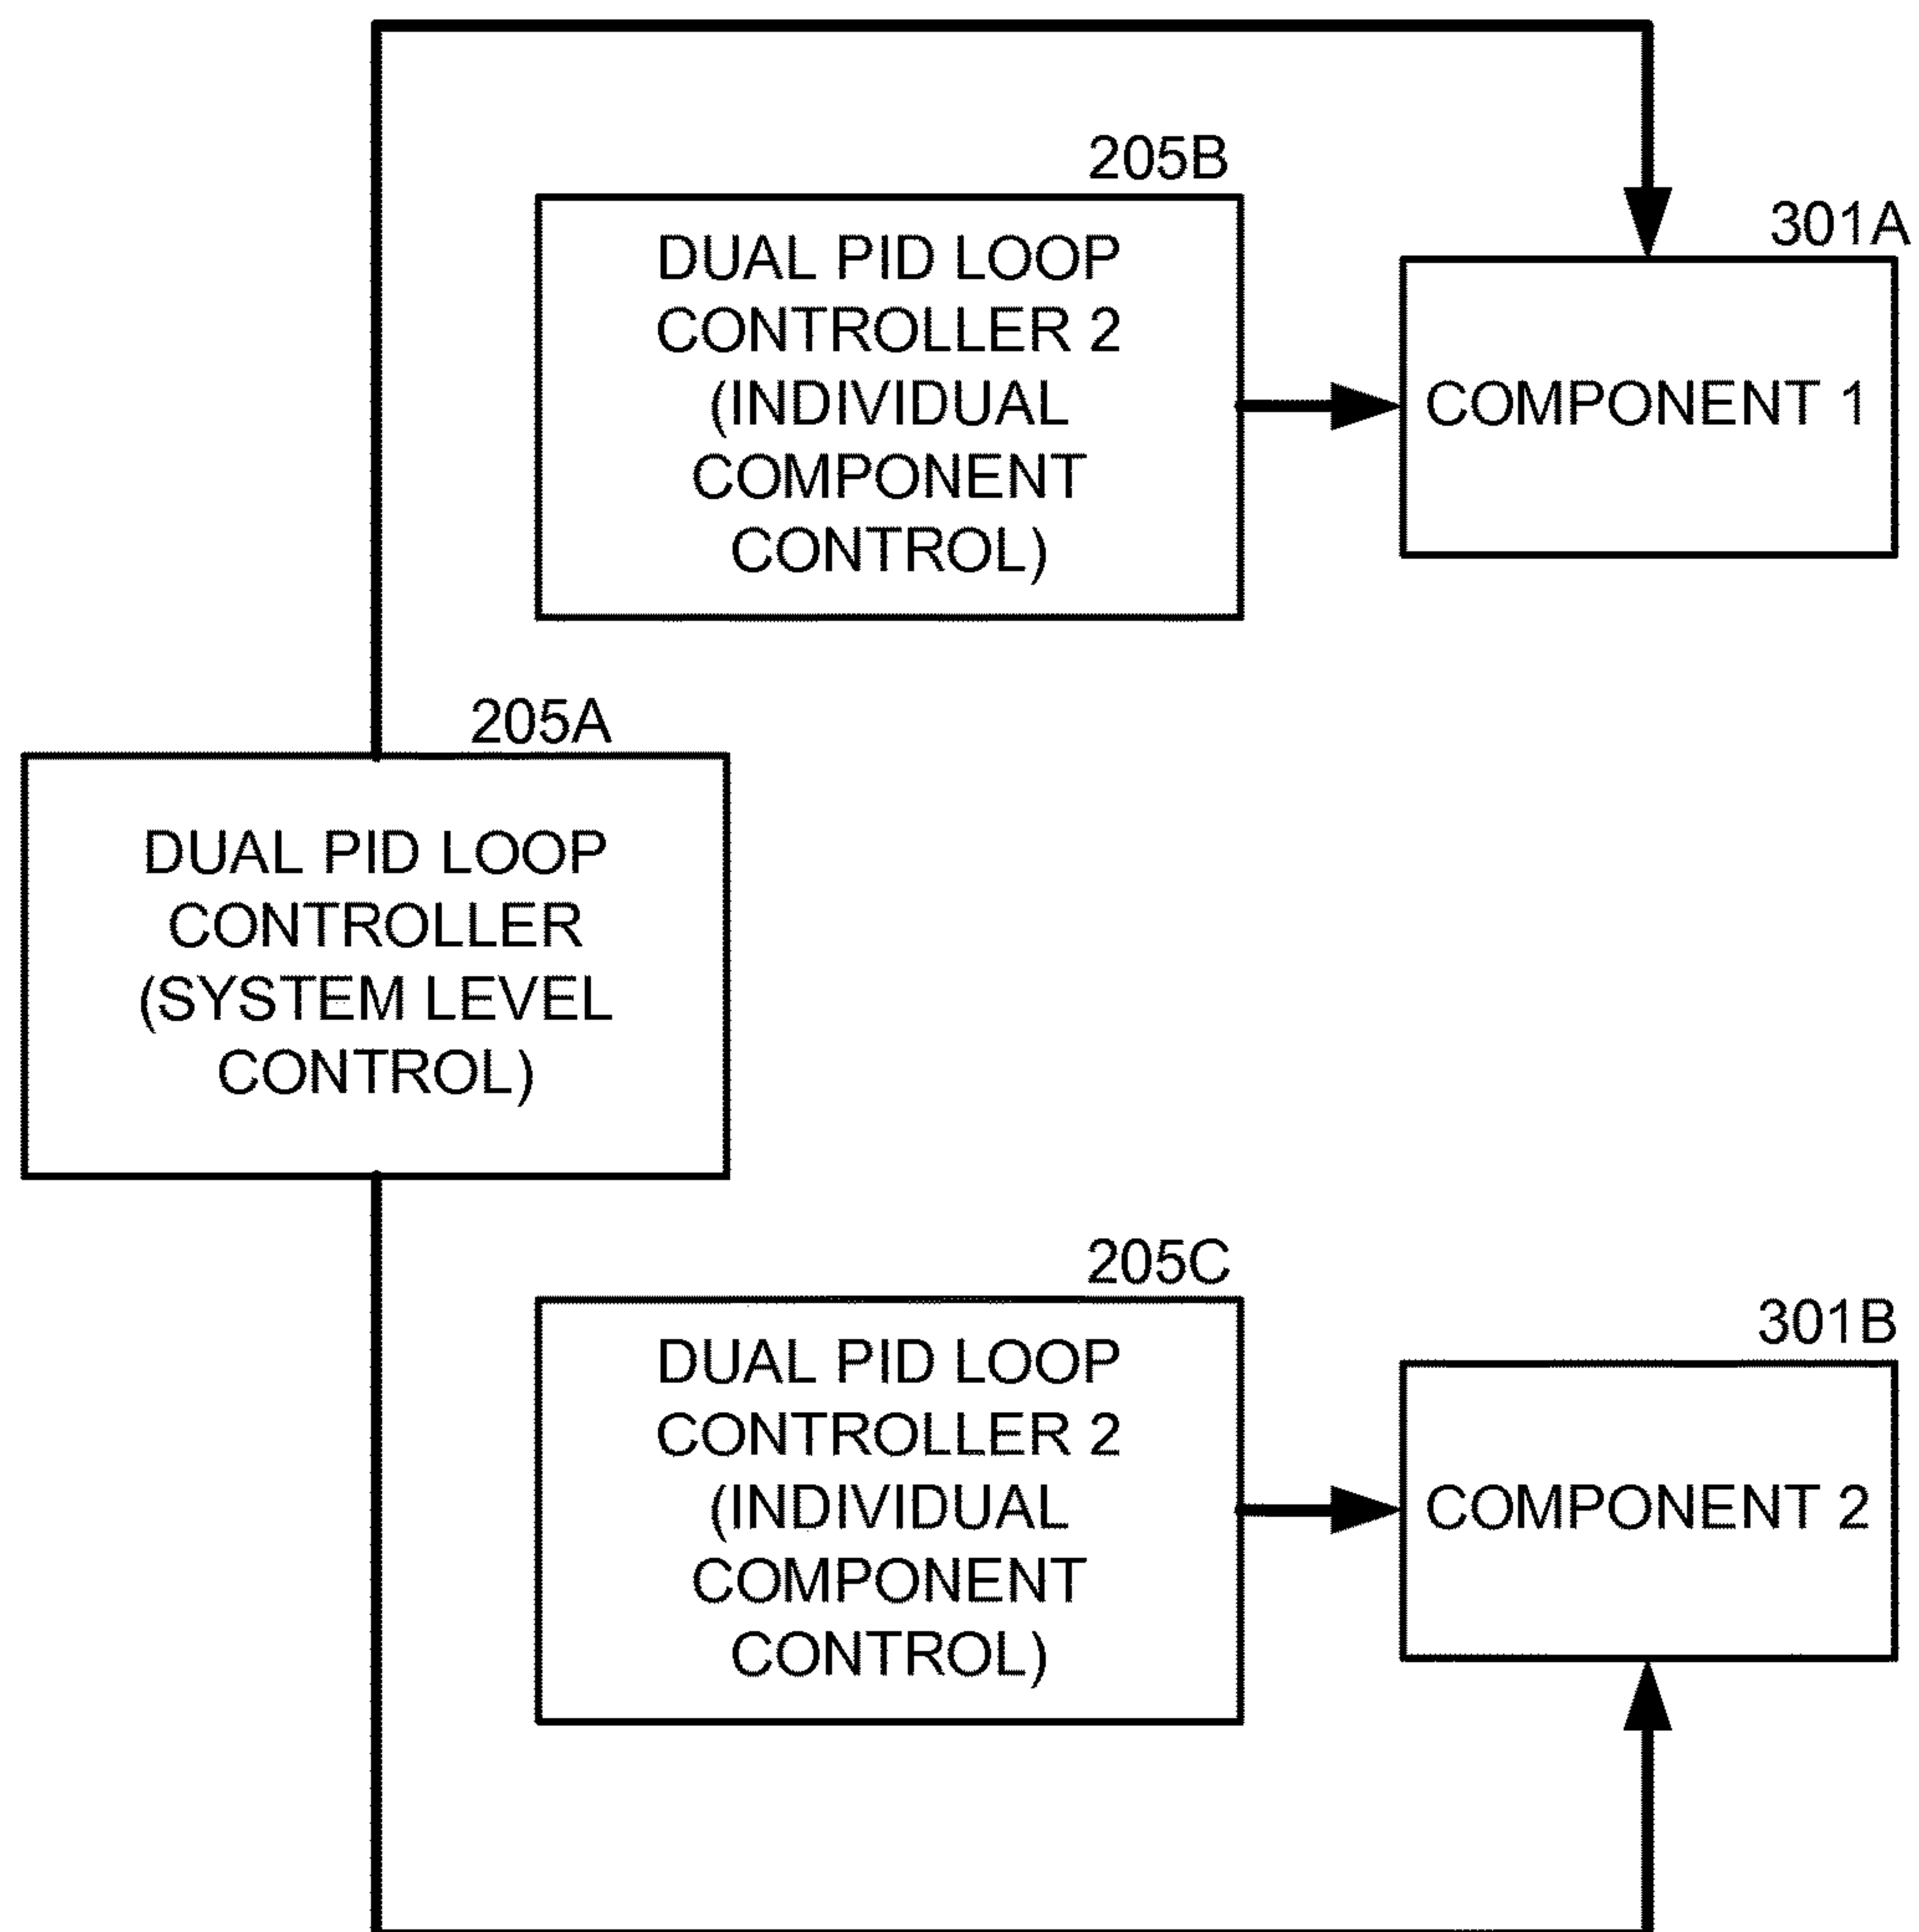 205B
DUAL PID LOOP
CONTROLLER 2
(INDIVIDUAL
COMPONENT
CONTROL)
301A
COMPONENT 1
205A
DUAL PID LOOP
CONTROLLER
(SYSTEM LEVEL
CONTROL)
205C
DUAL PID LOOP
CONTROLLER 2
(INDIVIDUAL
COMPONENT
CONTROL)
301B
COMPONENT 2